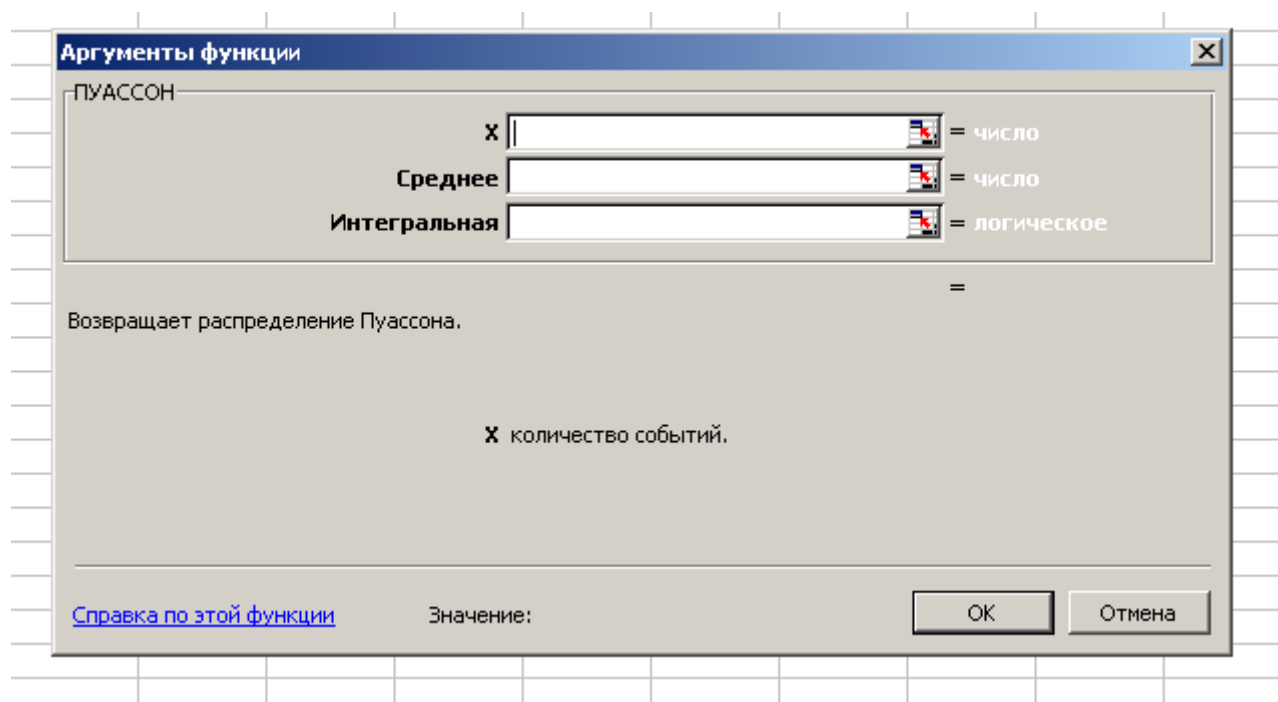 Аргументы функции
ПУАССОН
X = число
Среднее = число
Интегральная = логическое
=
Возвращает распределение Пуассона.
X количество событий.
Справка по этой функции Значение: OK Отмена